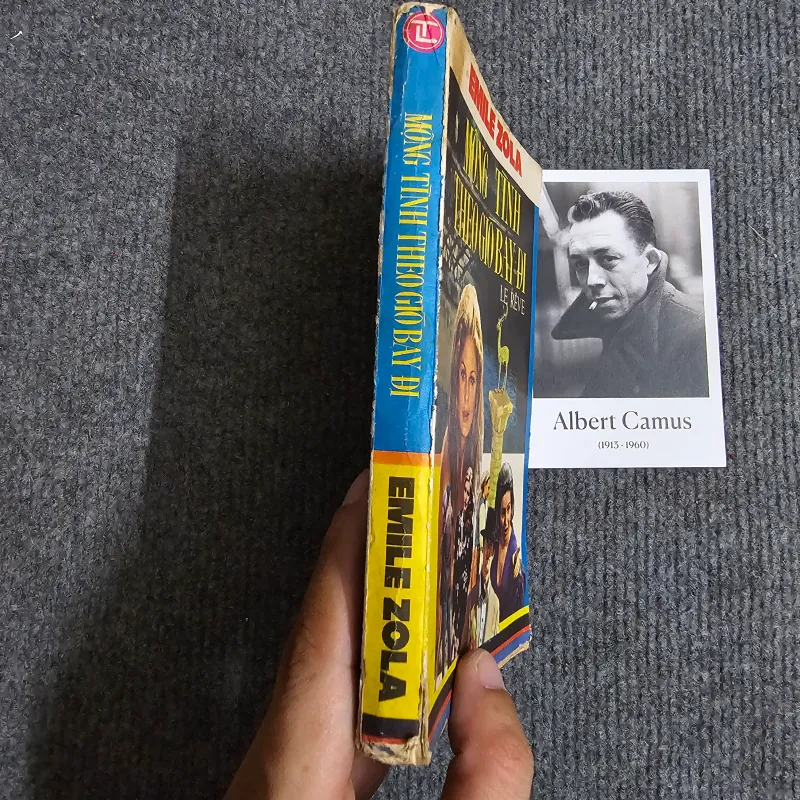 MỘNG TÌNH THEO GIÓ BAY ĐI
EMILE ZOLA
EMILE ZOLA
MỘNG TÌNH
THEO GIÓ BAY ĐI
LE RÊVE
Albert Camus
(1913 - 1960)